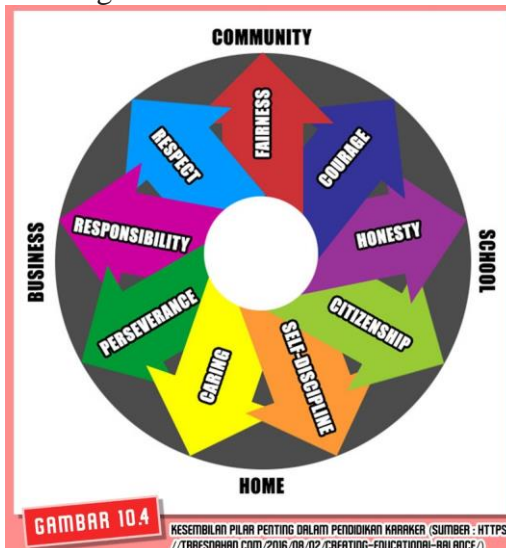 COMMUNITY
FAIRNESS
COURAGE
HONESTY
CITIZENSHIP
SELF-DISCIPLINE
CARING
PERSEVERANCE
RESPONSIBILITY
RESPECT
BUSINESS
SCHOOL
HOME
GAMBAR 10.4
KESEMBILAN PILAR PENTING DALAM PENDIDIKAN KARAKER (SUMBER : HTTPS
//TBRESNAHAN.COM/2016/08/02/CREATING-EDUCATIONAL-BALANCE/)